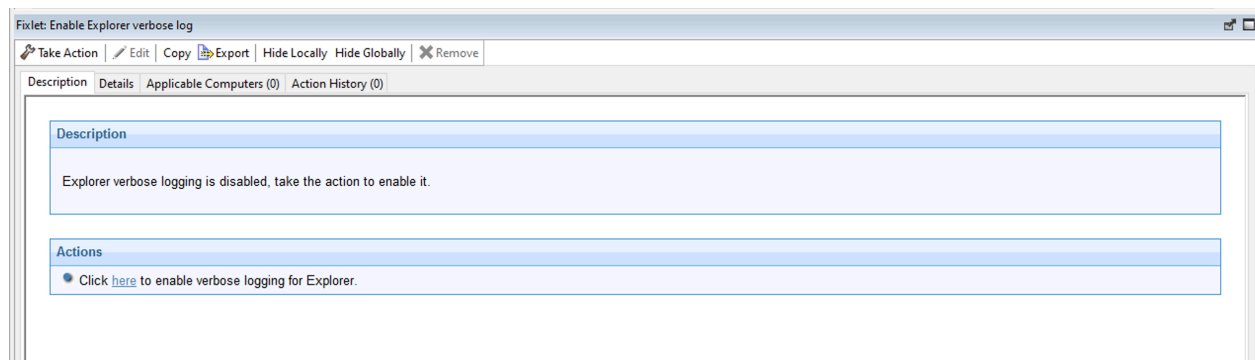 Fixlet: Enable Explorer verbose log
Take Action Edit Copy Export Hide Locally Hide Globally Remove
Description Details Applicable Computers (0) Action History (0)
Description
Explorer verbose logging is disabled, take the action to enable it.
Actions
Click here to enable verbose logging for Explorer.